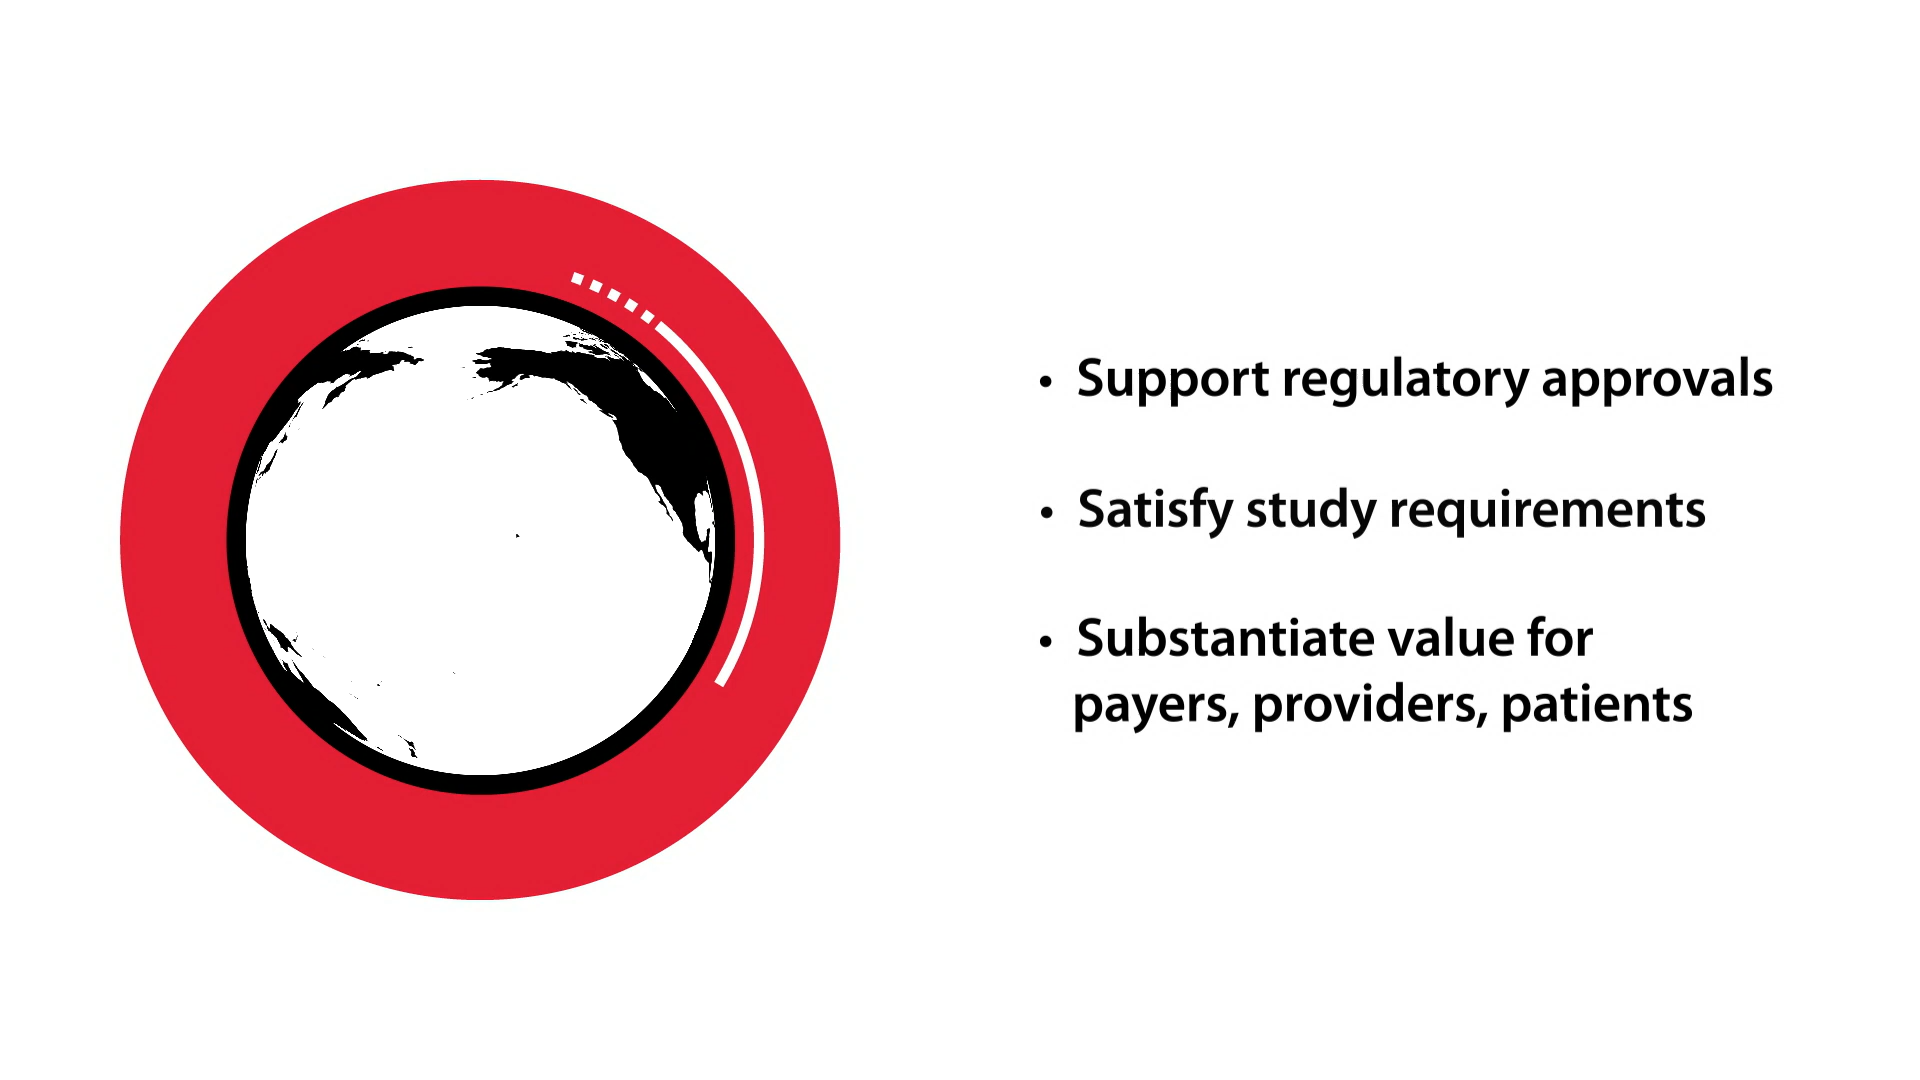 • Support regulatory approvals
• Satisfy study requirements
• Substantiate value for
payers, providers, patients